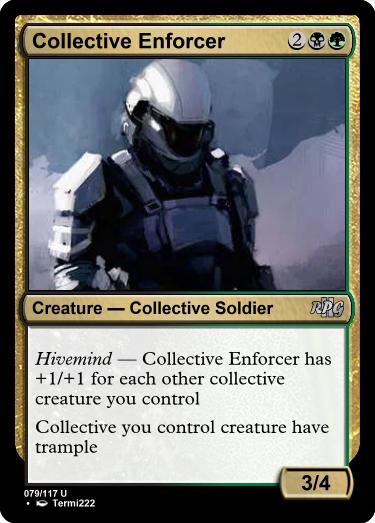 Collective Enforcer 2
Creature — Collective Soldier RPG
Hivemind — Collective Enforcer has
+1/+1 for each other collective
creature you control
Collective you control creature have
trample
3/4
079/117 U
• Termi222